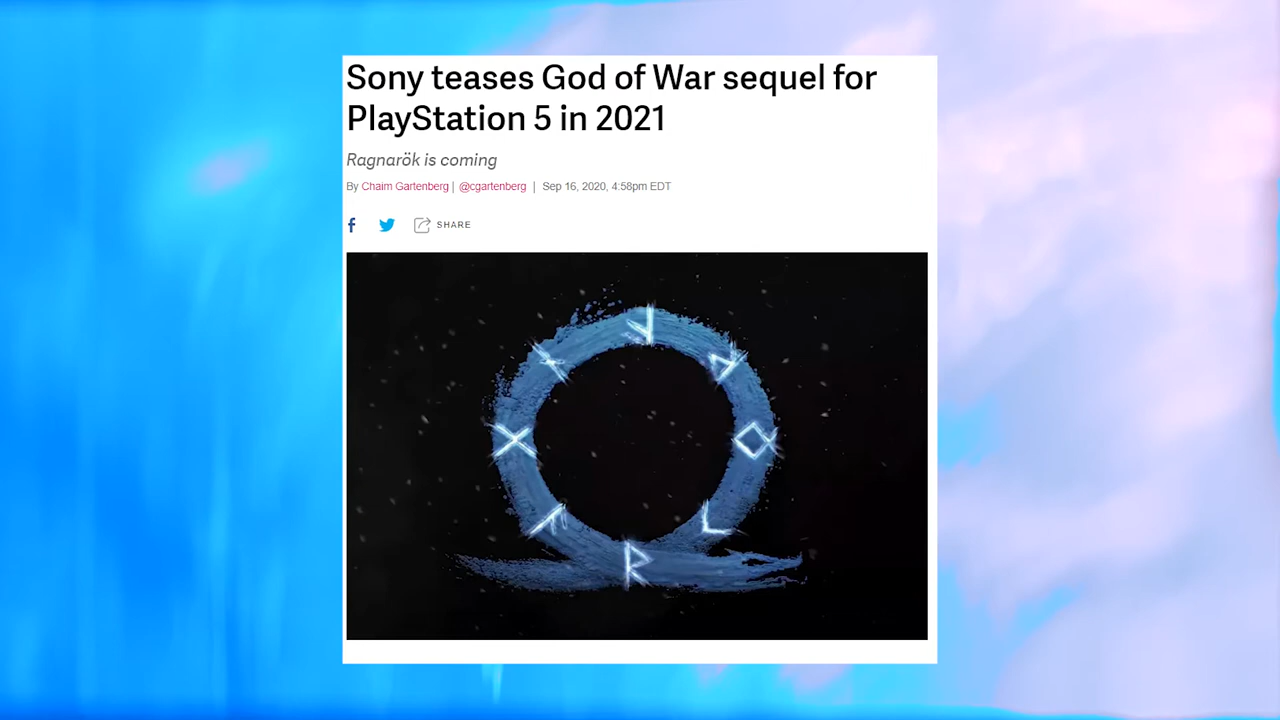 Sony teases God of War sequel for
PlayStation 5 in 2021
Ragnarök is coming
By Chaim Gartenberg | @cgartenberg | Sep 16, 2020, 4:58pm EDT
SHARE